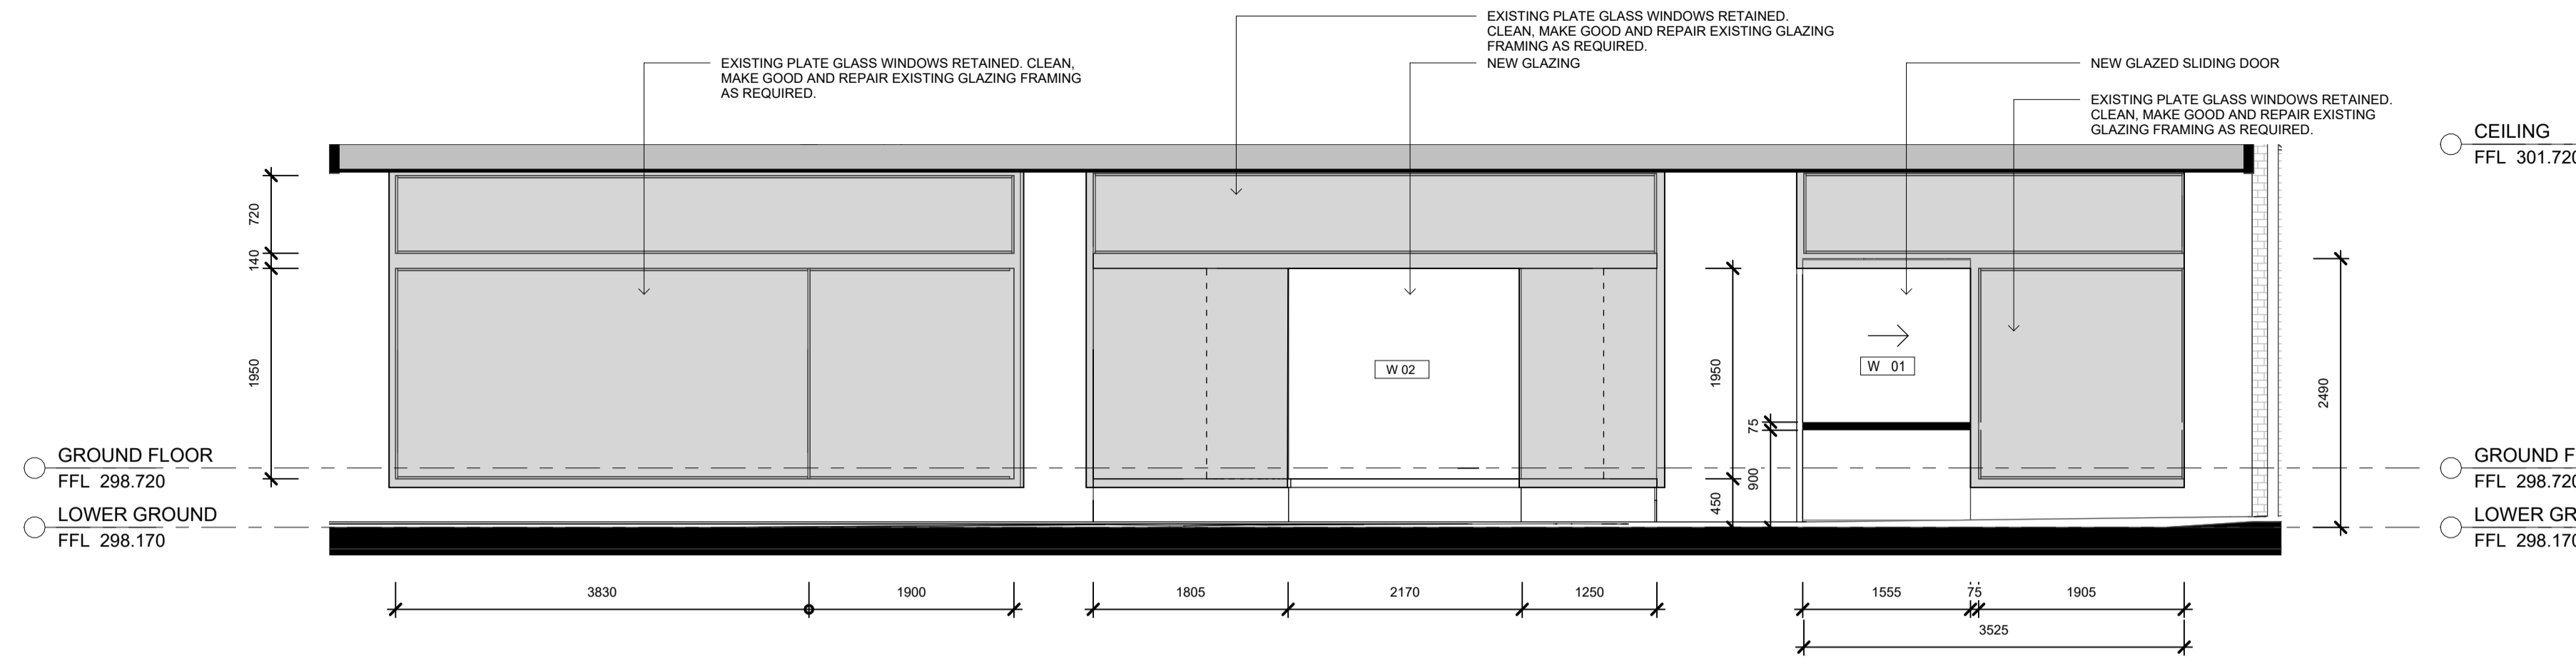 EXISTING PLATE GLASS WINDOWS RETAINED.
CLEAN, MAKE GOOD AND REPAIR EXISTING GLAZING
FRAMING AS REQUIRED.
NEW GLAZING
EXISTING PLATE GLASS WINDOWS RETAINED. CLEAN,
MAKE GOOD AND REPAIR EXISTING GLAZING FRAMING
AS REQUIRED.
NEW GLAZED SLIDING DOOR
EXISTING PLATE GLASS WINDOWS RETAINED.
CLEAN, MAKE GOOD AND REPAIR EXISTING
GLAZING FRAMING AS REQUIRED.
CEILING
FFL 301.720
720
140
1950
W 02
1950
450
W 01
75
900
2490
GROUND FLOOR
FFL 298.720
LOWER GROUND
FFL 298.170
GROUND F
FFL 298.720
LOWER GR
FFL 298.170
3830
1900
1805
2170
1250
1555
75
1905
3525